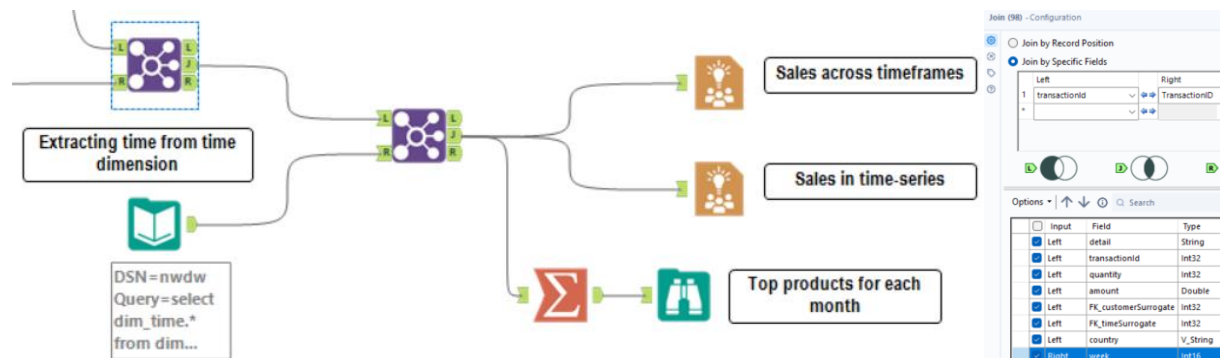 Join (98) - Configuration
Join by Record Position
Join by Specific Fields
Left Right
1 transactionId TransactionID
*
L J R
L J R
L J R
L J R
L J R
Options Search
Input Field Type
Left detail String
Left transactionId Int32
Left quantity Int32
Left amount Double
Left FK_customerSurrogate Int32
Left FK_timeSurrogate Int32
Left country V_String
Right week Int16
Extracting time from time
dimension
DSN=nwdw
Query=select
dim_time.*
from dim...
Sales across timeframes
Sales in time-series
Top products for each
month